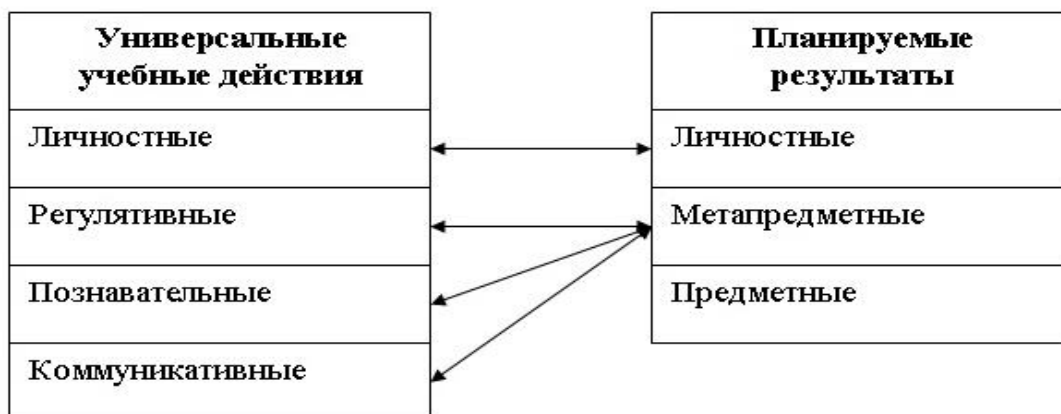 Универсальные
учебные действия
Личностные
Регулятивные
Познавательные
Коммуникативные
Планируемые
результаты
Личностные
Метапредметные
Предметные